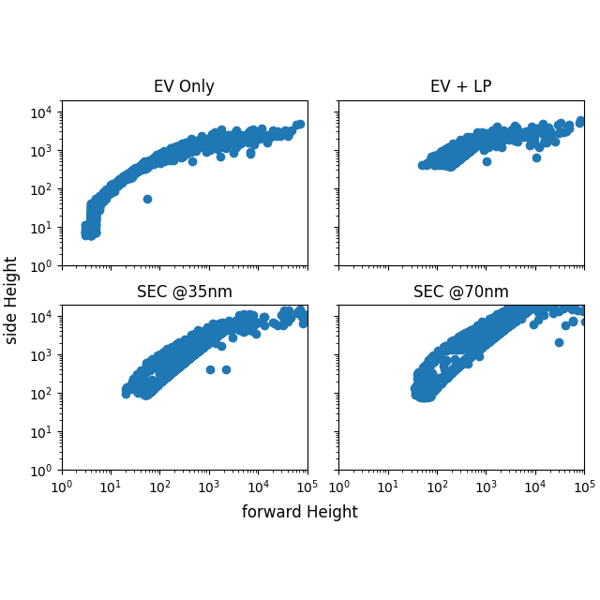 EV Only
EV + LP
10⁴
10³
10²
10¹
10⁰
SEC @35nm
SEC @70nm
10⁴
10³
10²
10¹
10⁰
10⁰ 10¹ 10² 10³ 10⁴ 10⁵
10⁰ 10¹ 10² 10³ 10⁴ 10⁵
side Height
forward Height